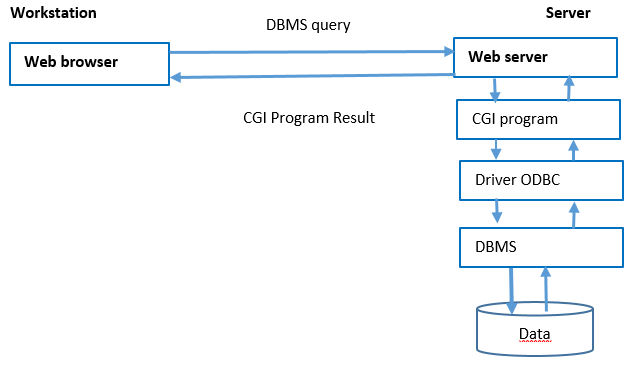 Workstation
Server
DBMS query
Web browser
Web server
CGI Program Result
CGI program
Driver ODBC
DBMS
Data